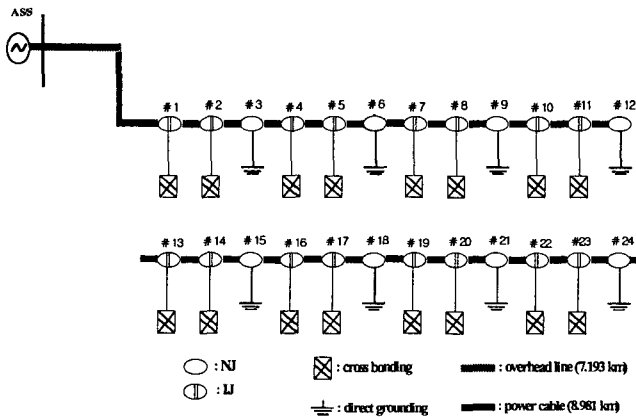 ASS
#1 #2 #3 #4 #5 #6 #7 #8 #9 #10 #11 #12
#13 #14 #15 #16 #17 #18 #19 #20 #21 #22 #23 #24
: NJ
: cross bonding
: overhead line (7.193 km)
: IJ
: direct grounding
: power cable (8.981 km)